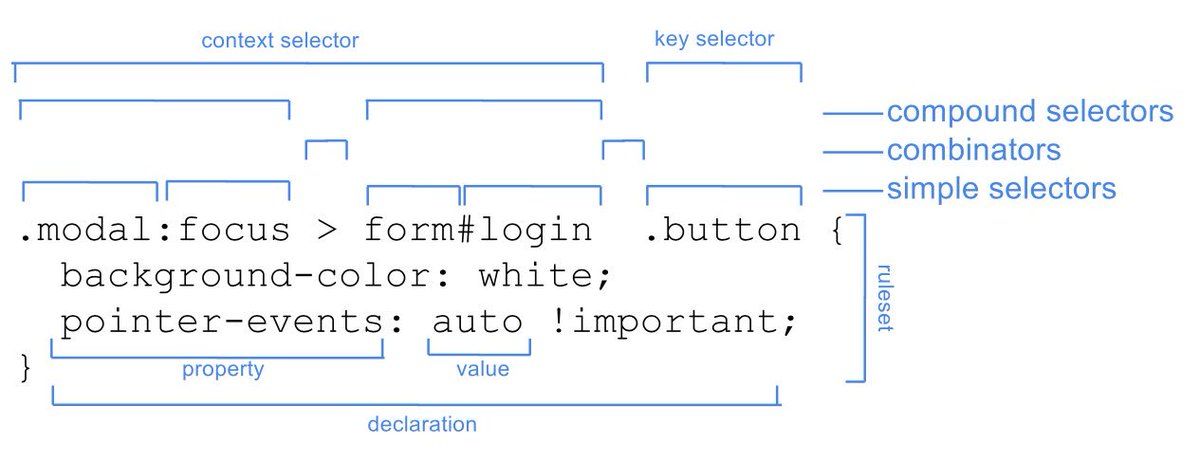 context selector
key selector
compound selectors
combinators
simple selectors
.modal:focus > form#login .button {
background-color: white;
pointer-events: auto !important;
}
ruleset
property
value
declaration